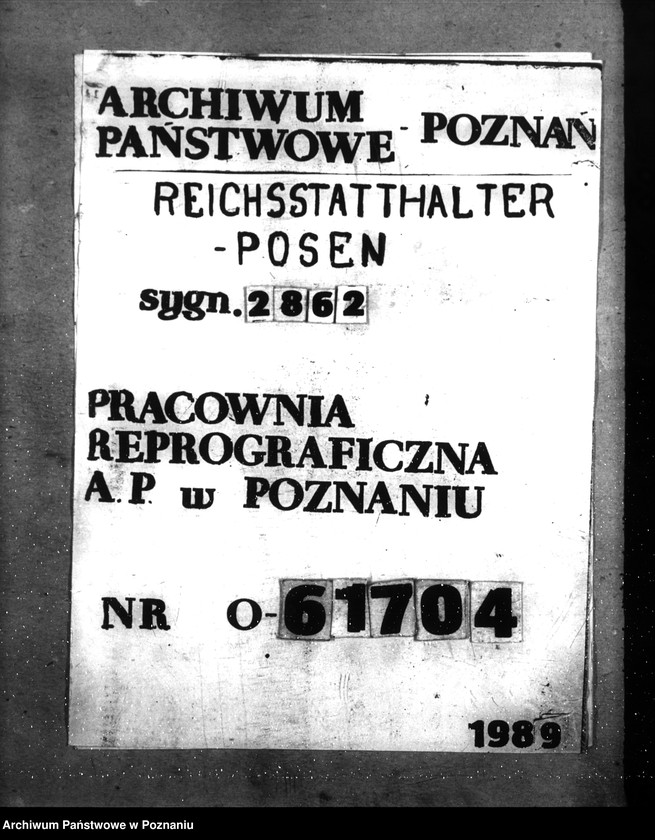 ARCHIWUM
PAŃSTWOWE - POZNAŃ
REICHSSTATTHALTER
-POSEN
sygn. 2862
PRACOWNIA
REPROGRAFICZNA
A.P. w POZNANIU
NR O-61704
1989
Archiwum Państwowe w Poznaniu